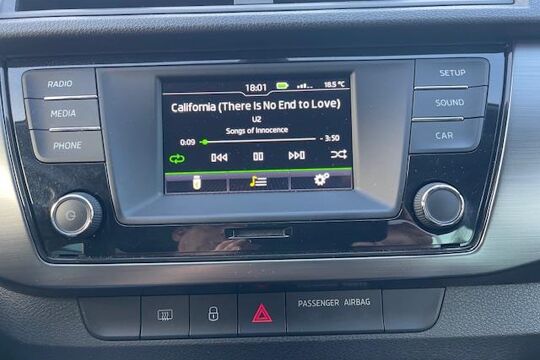 RADIO
MEDIA
PHONE
18:01 18.5 °C
California (There Is No End to Love)
U2
Songs of Innocence
0:09 - 3:50
SETUP
SOUND
CAR
PASSENGER AIRBAG